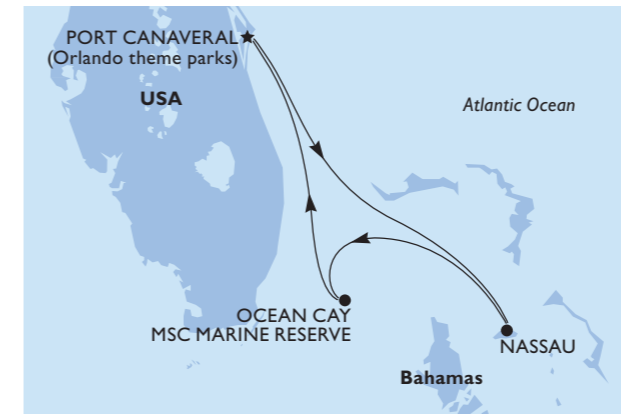 PORT CANAVERAL
(Orlando theme parks)
USA
Atlantic Ocean
OCEAN CAY
MSC MARINE RESERVE
NASSAU
Bahamas